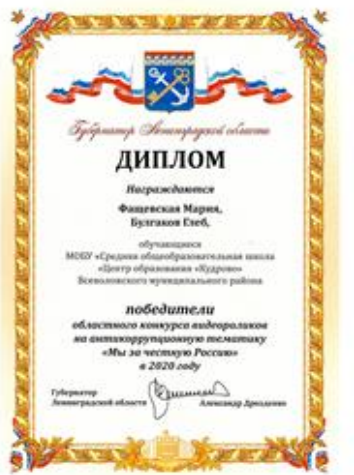 Губернатор Ленинградской области
ДИПЛОМ
Награждаются
Фащевская Мария,
Булгаков Глеб,
обучающиеся
МОБУ «Средняя общеобразовательная школа
«Центр образования «Кудрово»
Всеволожского муниципального района
победители
областного конкурса видеороликов
на антикоррупционную тематику
«Мы за честную Россию»
в 2020 году
Губернатор
Ленинградской области
Александр Дрозденко